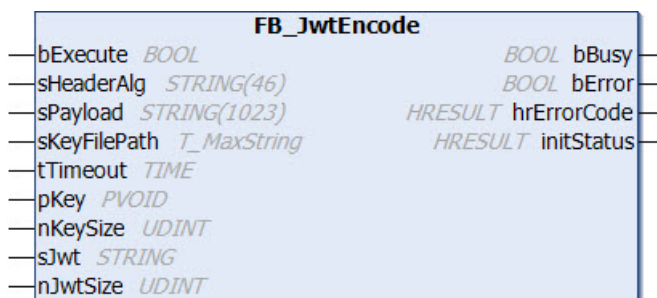 FB_JwtEncode
bExecute BOOL BOOL bBusy
sHeaderAlg STRING(46) BOOL bError
sPayload STRING(1023) HRESULT hrErrorCode
sKeyFilePath T_MaxString HRESULT initStatus
tTimeout TIME
pKey PVOID
nKeySize UDINT
sJwt STRING
nJwtSize UDINT